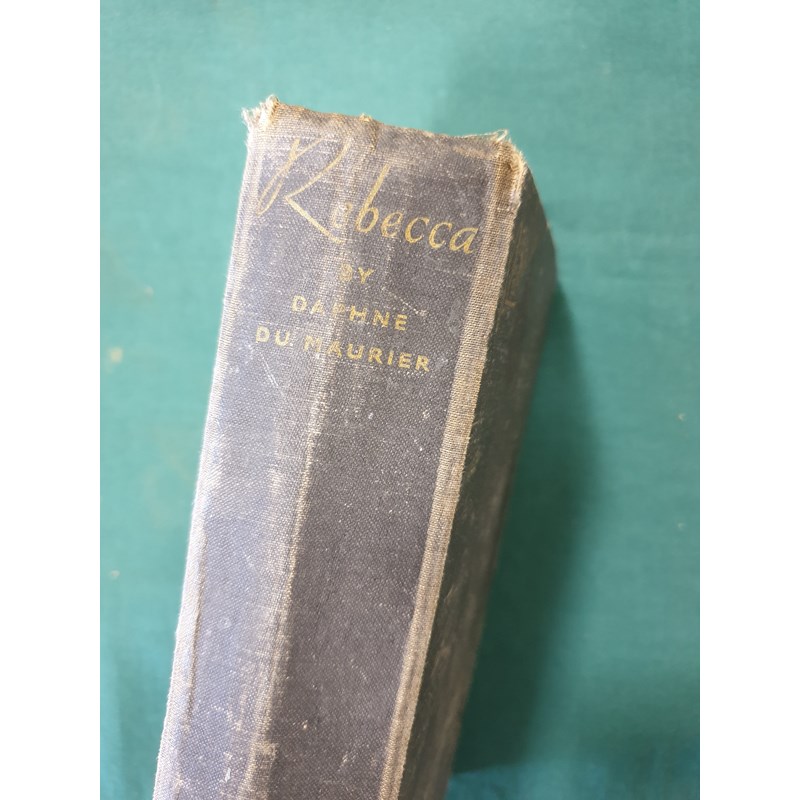 Rebecca
BY
DAPHNE
DU MAURIER